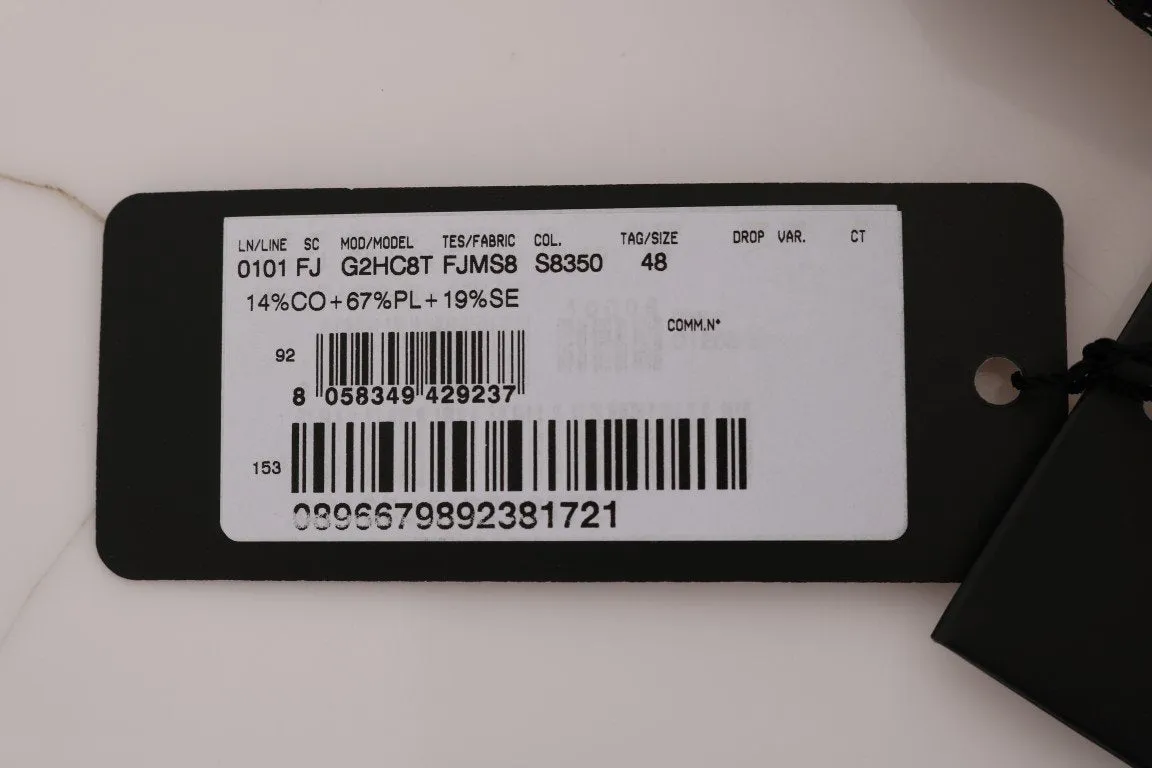 LN/LINE SC MOD/MODEL TES/FABRIC COL. TAG/SIZE DROP VAR. CT
0101 FJ G2HC8T FJMS8 S8350 48
14%CO+67%PL+19%SE
COMM.N°
92
8 058349 429237
153
0896679892381721